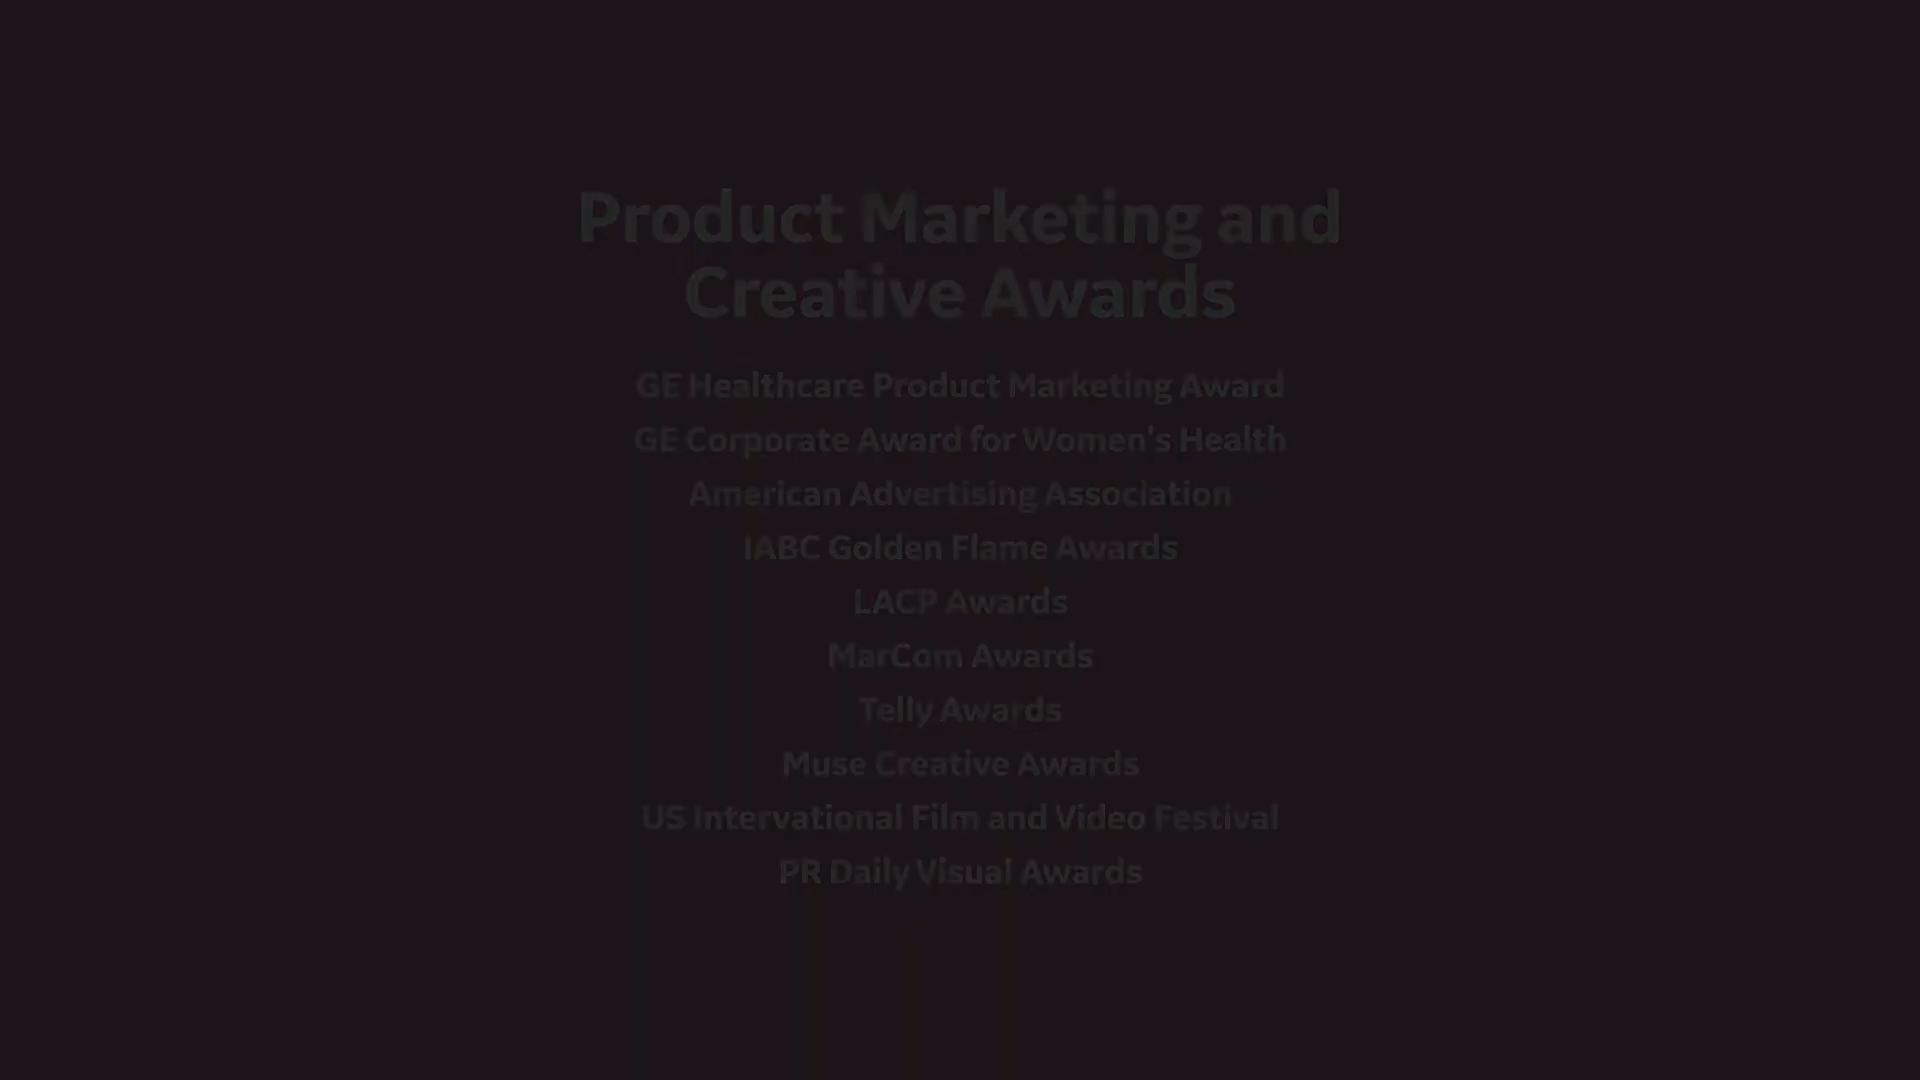 Product Marketing and
Creative Awards
GE Healthcare Product Marketing Award
GE Corporate Award for Women's Health
American Advertising Association
IABC Golden Flame Awards
LACP Awards
MarCom Awards
Telly Awards
Muse Creative Awards
US Intervational Film and Video Festival
PR Daily Visual Awards